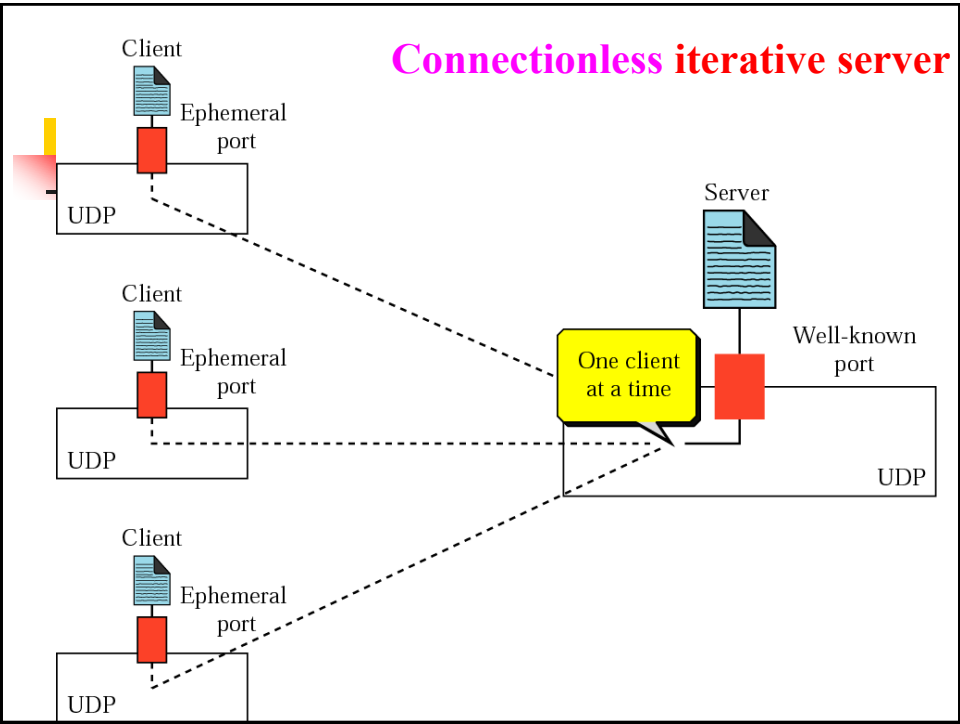 Connectionless iterative server
Client
Ephemeral
port
UDP
Server
Client
Ephemeral
port
UDP
One client
at a time
Well-known
port
UDP
Client
Ephemeral
port
UDP